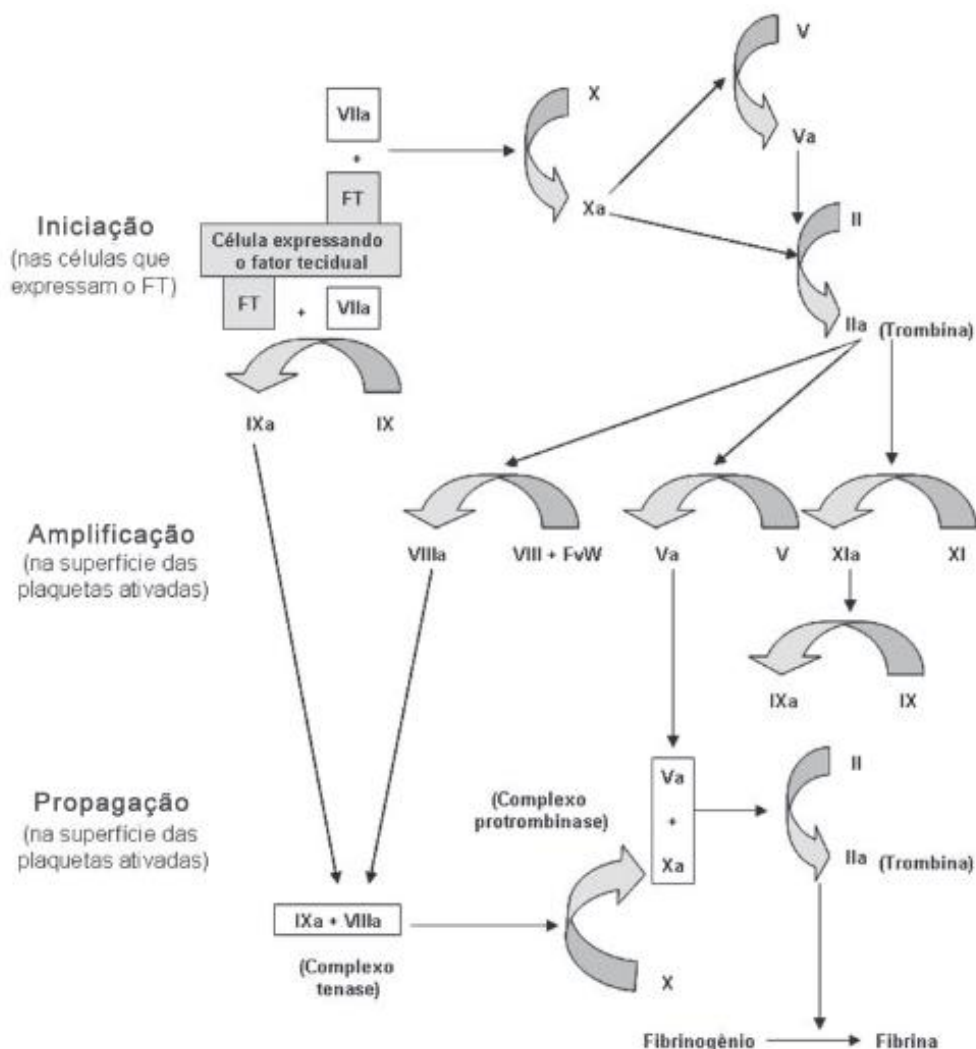 V
VIIa
+
FT
X
Xa
Va
Iniciação
(nas células que
expressam o FT)
Célula expressando
o fator tecidual
FT + VIIa
II
IIa (Trombina)
IXa IX
Amplificação
(na superfície das
plaquetas ativadas)
VIIIa VIII + FvW Va V XIa XI
IXa IX
Propagação
(na superfície das
plaquetas ativadas)
(Complexo
protrombinase)
Va
+
Xa
II
IIa (Trombina)
IXa + VIIIa
(Complexo
tenase)
X
Fibrinogênio Fibrina